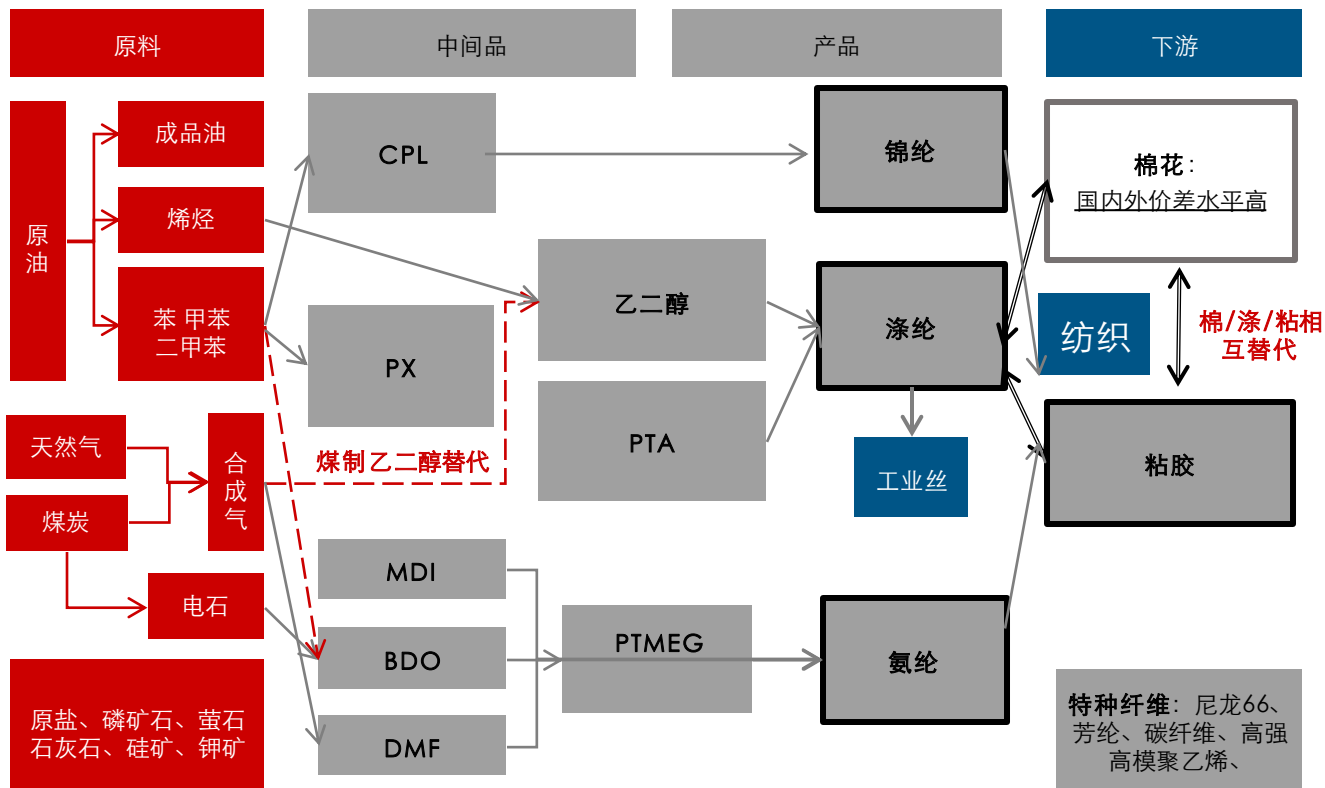 原料
中间品
产品
下游
原
油
成品油
烯烃
苯 甲苯
二甲苯
天然气
煤炭
合
成
气
电石
原盐、磷矿石、萤石
石灰石、硅矿、钾矿
CPL
PX
煤制乙二醇替代
乙二醇
PTA
MDI
BDO
DMF
PTMEG
锦纶
涤纶
工业丝
氨纶
棉花：
国内外价差水平高
纺织
棉/涤/粘相
互替代
粘胶
特种纤维：尼龙66、
芳纶、碳纤维、高强
高模聚乙烯、